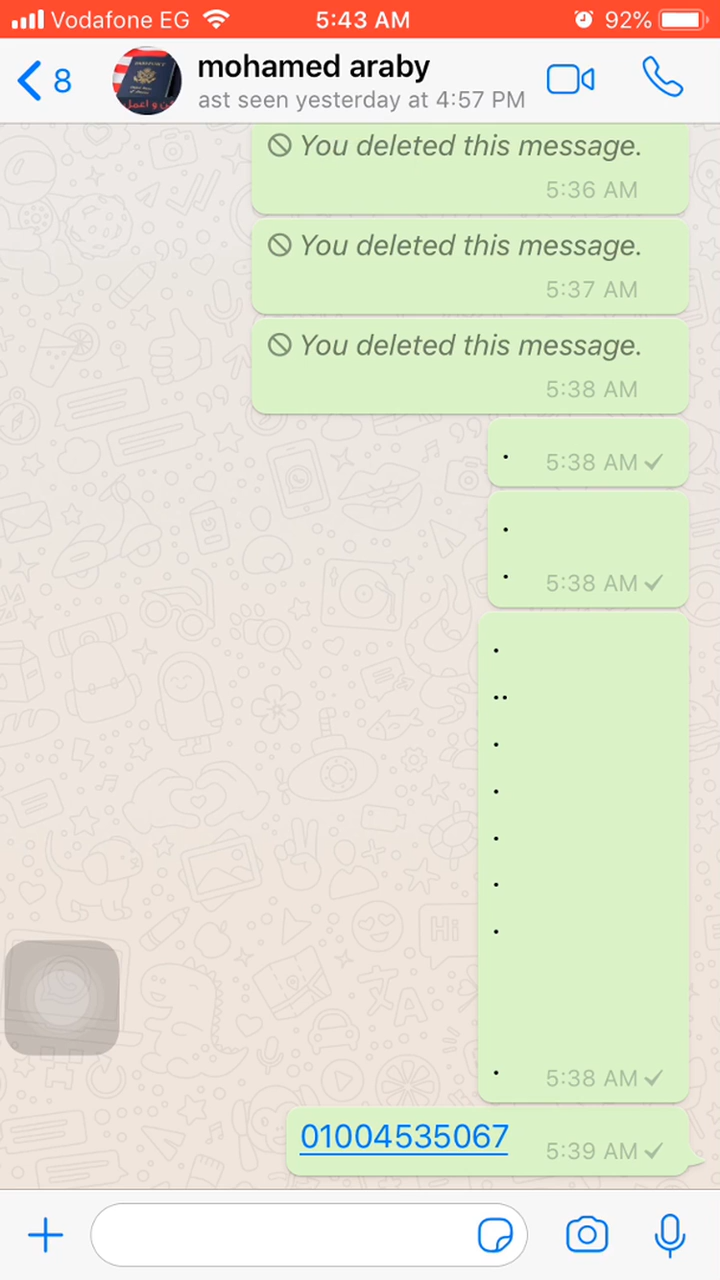 Vodafone EG 5:43 AM 92%
8 mohamed araby
ast seen yesterday at 4:57 PM
PASSPORT
You deleted this message.
5:36 AM
You deleted this message.
5:37 AM
You deleted this message.
5:38 AM
.
5:38 AM
.
.
5:38 AM
.
..
.
.
.
.
.
.
5:38 AM
01004535067
5:39 AM